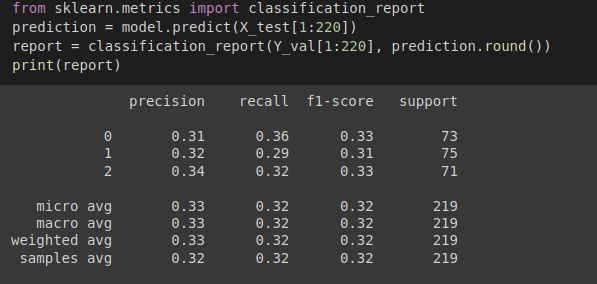 from sklearn.metrics import classification_report
prediction = model.predict(X_test[1:220])
report = classification_report(Y_val[1:220], prediction.round())
print(report)
precision recall f1-score support
0 0.31 0.36 0.33 73
1 0.32 0.29 0.31 75
2 0.34 0.32 0.33 71
micro avg 0.33 0.32 0.32 219
macro avg 0.33 0.32 0.32 219
weighted avg 0.33 0.32 0.32 219
samples avg 0.32 0.32 0.32 219